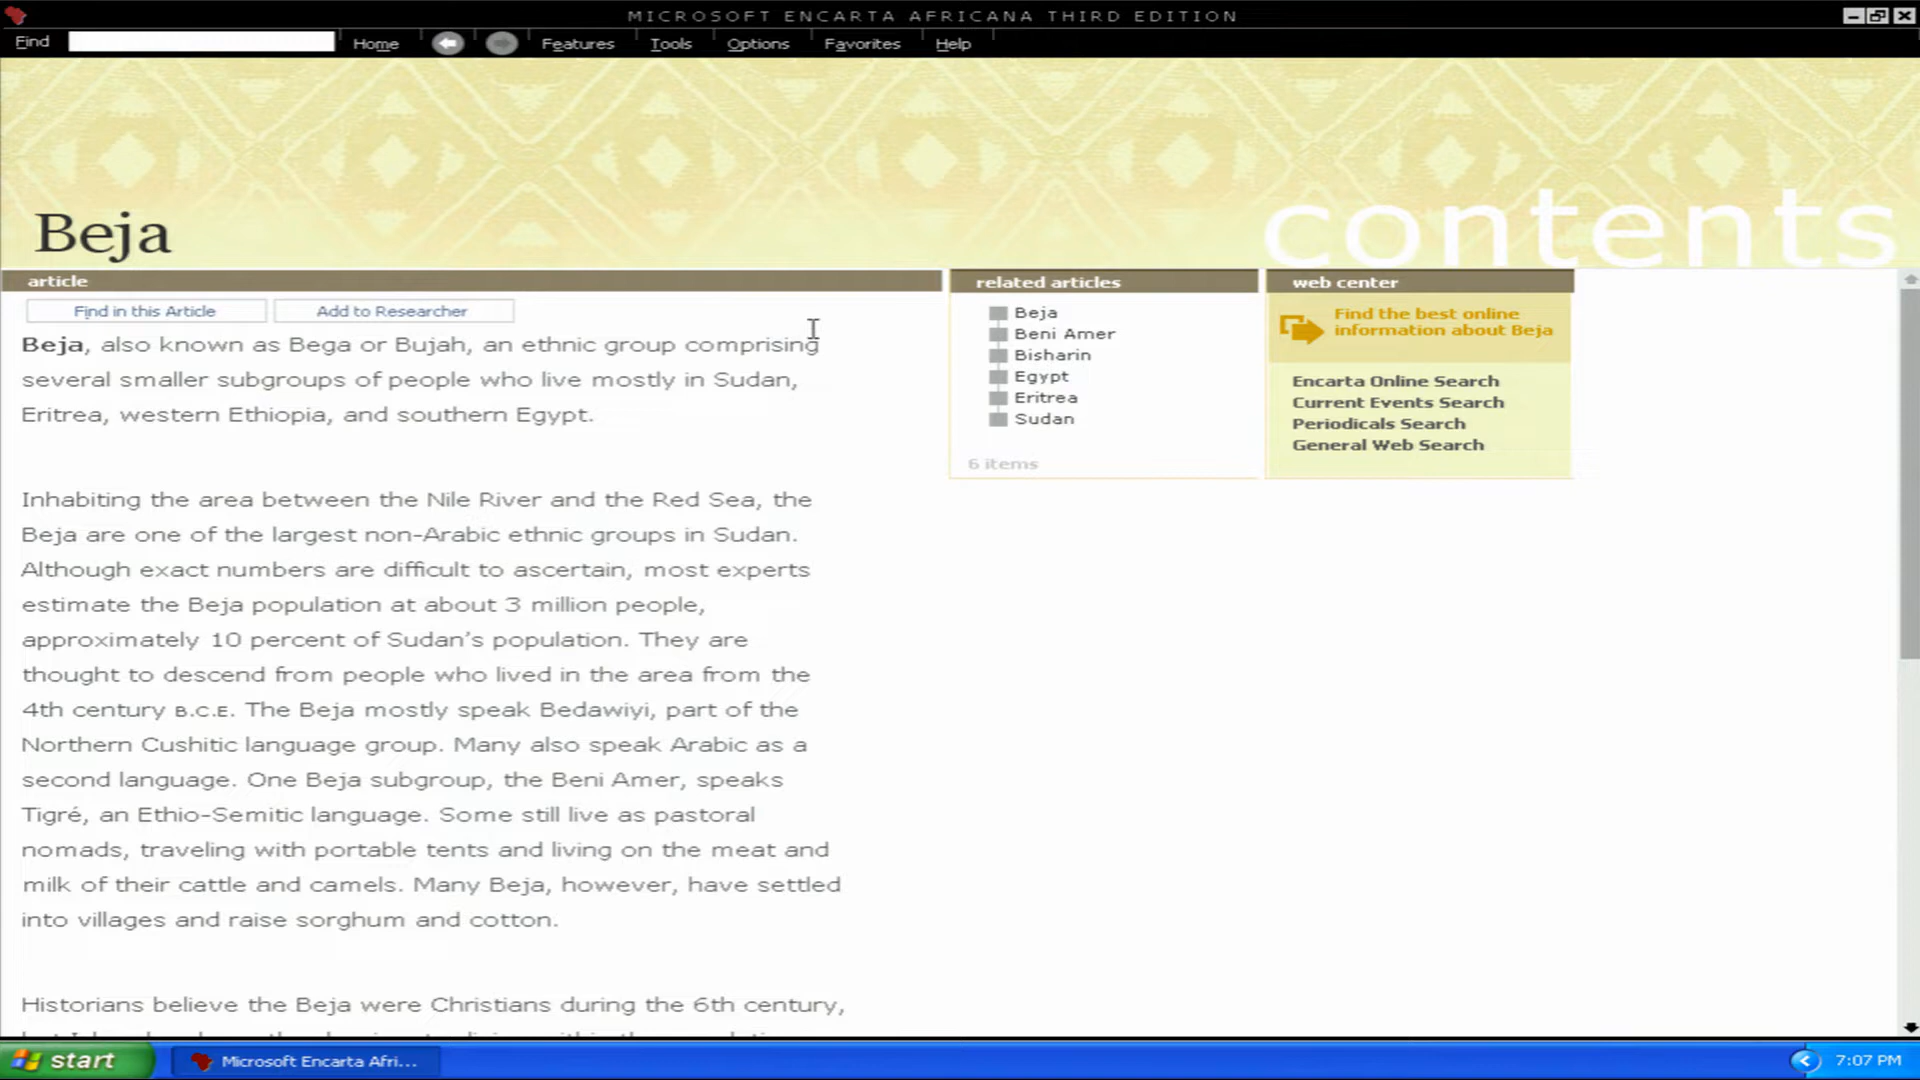 MICROSOFT ENCARTA AFRICANA THIRD EDITION
Find
Home
Features
Tools
Options
Favorites
Help
Beja
contents
article
Find in this Article
Add to Researcher
Beja, also known as Bega or Bujah, an ethnic group comprising
several smaller subgroups of people who live mostly in Sudan,
Eritrea, western Ethiopia, and southern Egypt.
Inhabiting the area between the Nile River and the Red Sea, the
Beja are one of the largest non-Arabic ethnic groups in Sudan.
Although exact numbers are difficult to ascertain, most experts
estimate the Beja population at about 3 million people,
approximately 10 percent of Sudan's population. They are
thought to descend from people who lived in the area from the
4th century B.C.E. The Beja mostly speak Bedawiyi, part of the
Northern Cushitic language group. Many also speak Arabic as a
second language. One Beja subgroup, the Beni Amer, speaks
Tigré, an Ethio-Semitic language. Some still live as pastoral
nomads, traveling with portable tents and living on the meat and
milk of their cattle and camels. Many Beja, however, have settled
into villages and raise sorghum and cotton.
Historians believe the Beja were Christians during the 6th century,
related articles
Beja
Beni Amer
Bisharin
Egypt
Eritrea
Sudan
6 items
web center
Find the best online
information about Beja
Encarta Online Search
Current Events Search
Periodicals Search
General Web Search
start
Microsoft Encarta Afri...
7:07 PM